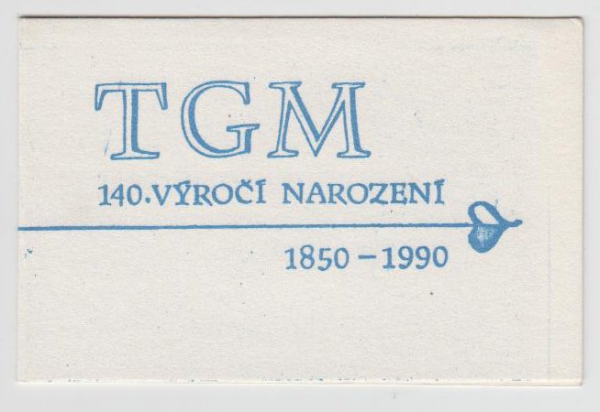 TGM
140. VÝROČÍ NAROZENÍ
1850 – 1990